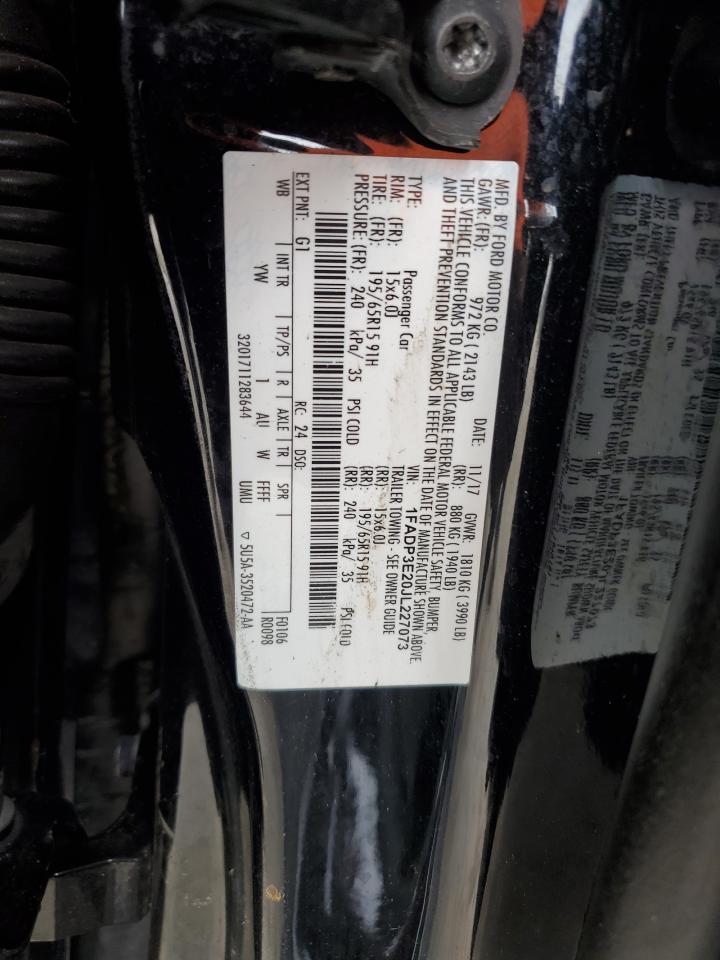 MFD. BY FORD MOTOR CO. DATE: 11/17 GVWR: 1810 KG ( 3990 LB)
GAWR: (FR): 972 KG ( 2143 LB) (RR): 880 KG ( 1940 LB)
THIS VEHICLE CONFORMS TO ALL APPLICABLE FEDERAL MOTOR VEHICLE SAFETY BUMPER,
AND THEFT PREVENTION STANDARDS IN EFFECT ON THE DATE OF MANUFACTURE SHOWN ABOVE.
VIN: 1FADP3E20JL227073
TYPE: Passenger Car TRAILER TOWING - SEE OWNER GUIDE
RIM: (FR): 15x6.0J (RR): 15x6.0J
TIRE: (FR): 195/65R15 91H (RR): 195/65R15 91H
PRESSURE: (FR): 240 kPa/ 35 PSI COLD (RR): 240 kPa/ 35 PSI COLD
EXT PNT: G1 RC: 24 DSO: F0106
WB INT TR TP/PS R AXLE TR SPR R0098
YW 1 AU W FFFF
3201711283644 UMU ▽ 5U5A-3520472-AA